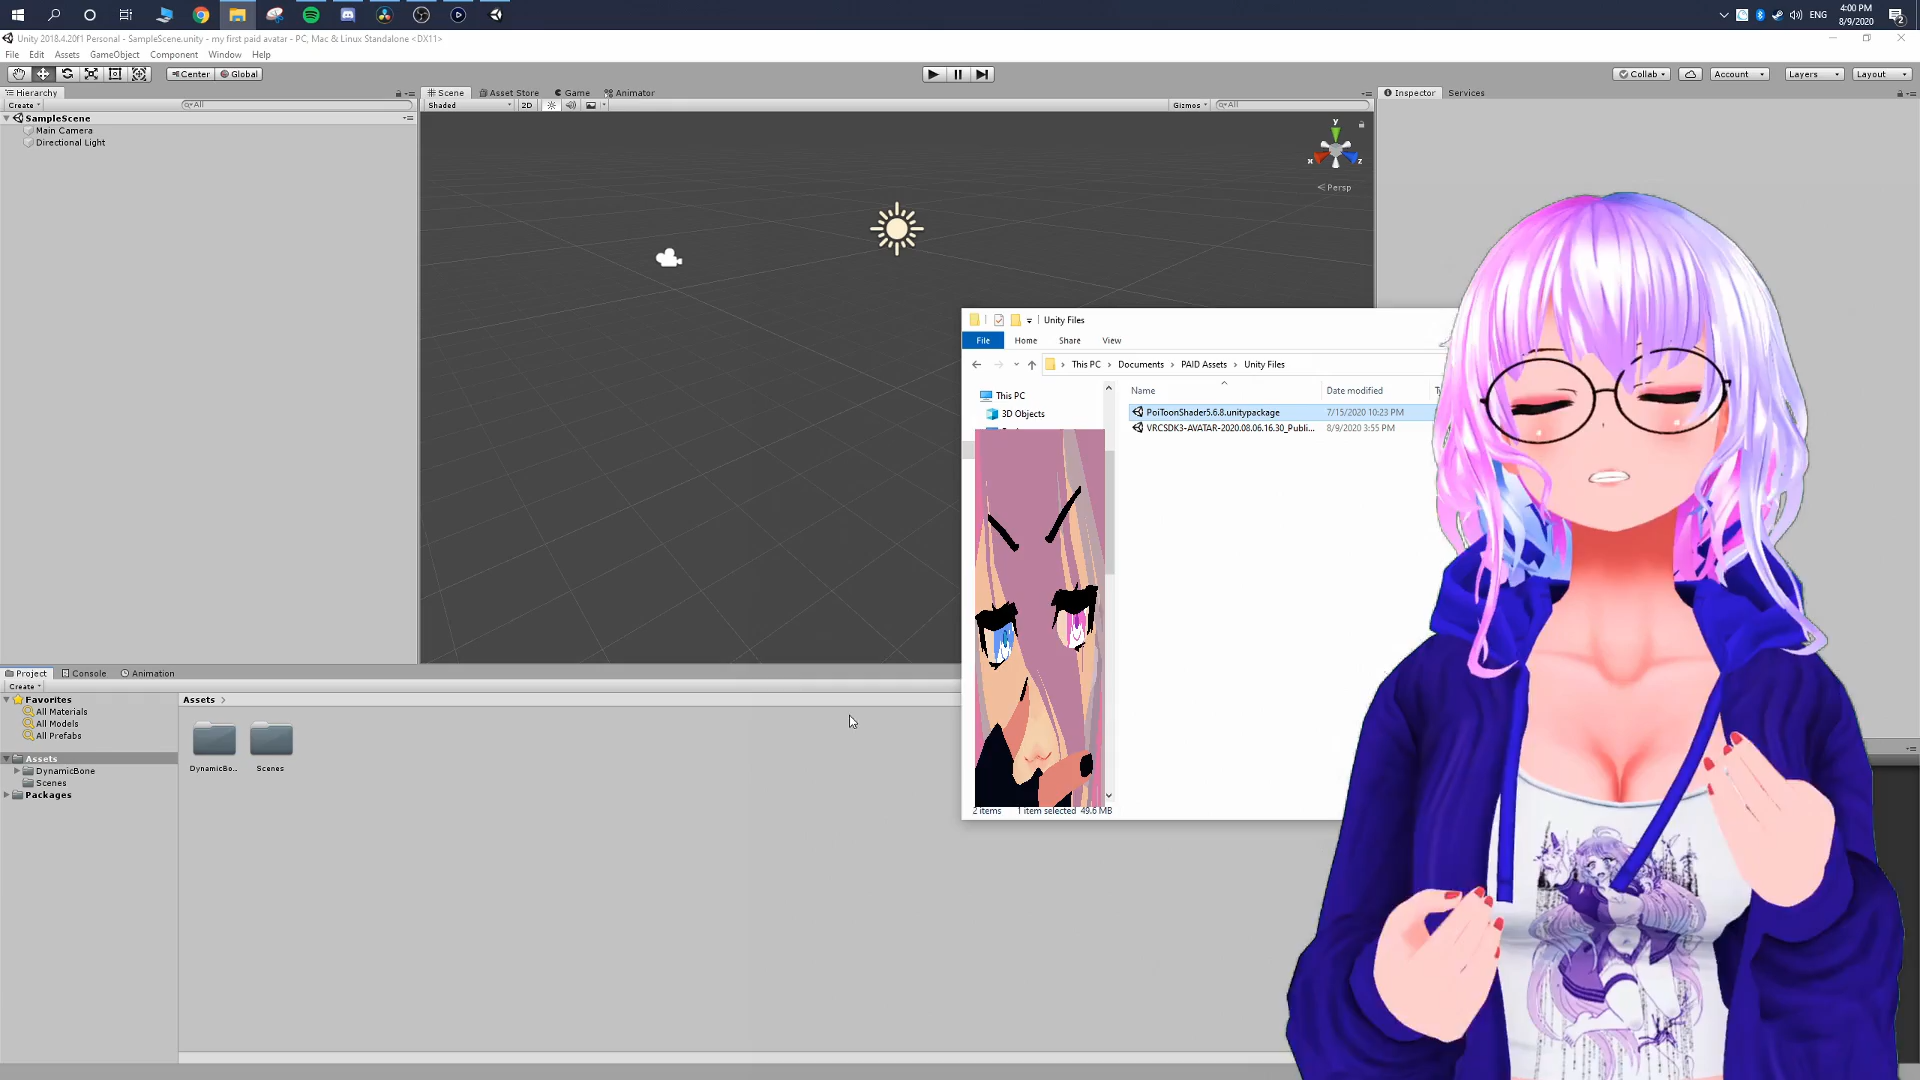 4:00 PM
ENG
8/9/2020
2
Unity 2018.4.20f1 Personal - SampleScene.unity - my first paid avatar - PC, Mac & Linux Standalone <DX11>
File Edit Assets GameObject Component Window Help
Center Global
Collab Account Layers Layout
Hierarchy
Scene Asset Store Game Animator
Inspector Services
Create All
Shaded 2D Gizmos All
SampleScene
Main Camera
Directional Light
y
x z
Persp
Unity Files
File Home Share View
This PC Documents PAID Assets Unity Files
Name Date modified
This PC
3D Objects
PoiToonShader5.6.8.unitypackage 7/15/2020 10:23 PM
VRCSDK3-AVATAR-2020.08.06.16.30_Publi... 8/9/2020 3:55 PM
2 items 1 item selected 49.6 MB
Project Console Animation
Create
Favorites
All Materials
All Models
All Prefabs
Assets
DynamicBone
Scenes
Packages
Assets
DynamicBo...
Scenes